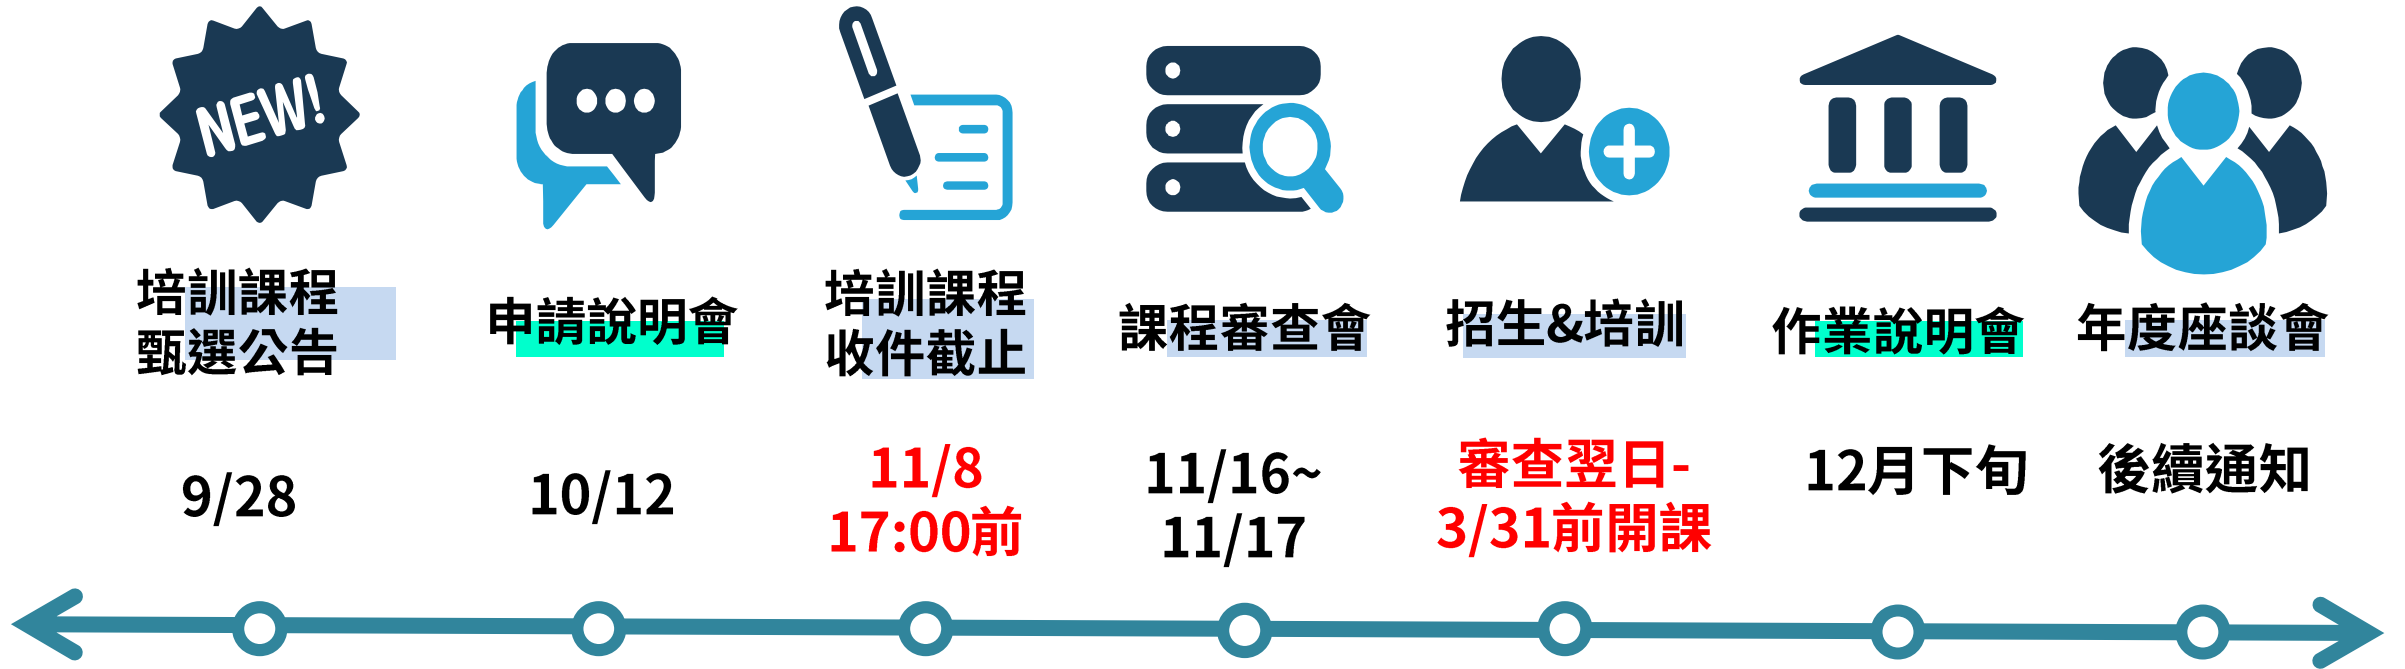 NEW!
培訓課程
甄選公告
9/28
申請說明會
10/12
培訓課程
收件截止
11/8
17:00前
課程審查會
11/16~
11/17
招生&培訓
審查翌日-
3/31前開課
作業說明會
12月下旬
年度座談會
後續通知